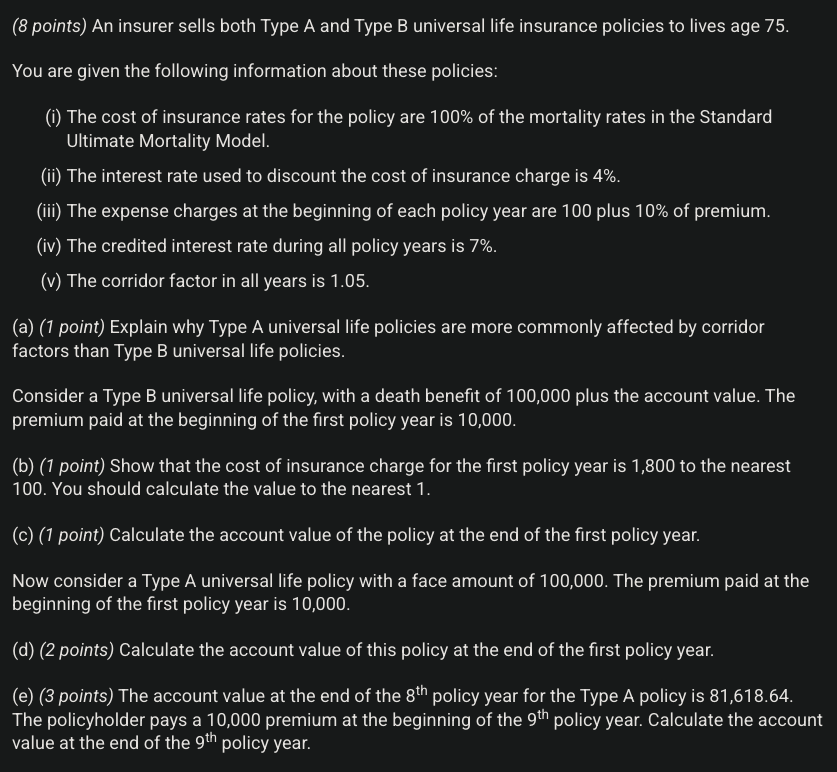 (8 points) An insurer sells both Type A and Type B universal life insurance policies to lives age 75.
You are given the following information about these policies:
(i) The cost of insurance rates for the policy are 100% of the mortality rates in the Standard
Ultimate Mortality Model.
(ii) The interest rate used to discount the cost of insurance charge is 4%.
(iii) The expense charges at the beginning of each policy year are 100 plus 10% of premium.
(iv) The credited interest rate during all policy years is 7%.
(v) The corridor factor in all years is 1.05.
(a) (1 point) Explain why Type A universal life policies are more commonly affected by corridor
factors than Type B universal life policies.
Consider a Type B universal life policy, with a death benefit of 100,000 plus the account value. The
premium paid at the beginning of the first policy year is 10,000.
(b) (1 point) Show that the cost of insurance charge for the first policy year is 1,800 to the nearest
100. You should calculate the value to the nearest 1.
(c) (1 point) Calculate the account value of the policy at the end of the first policy year.
Now consider a Type A universal life policy with a face amount of 100,000. The premium paid at the
beginning of the first policy year is 10,000.
(d) (2 points) Calculate the account value of this policy at the end of the first policy year.
(e) (3 points) The account value at the end of the 8th policy year for the Type A policy is 81,618.64.
The policyholder pays a 10,000 premium at the beginning of the 9th policy year. Calculate the account
value at the end of the 9th policy year.